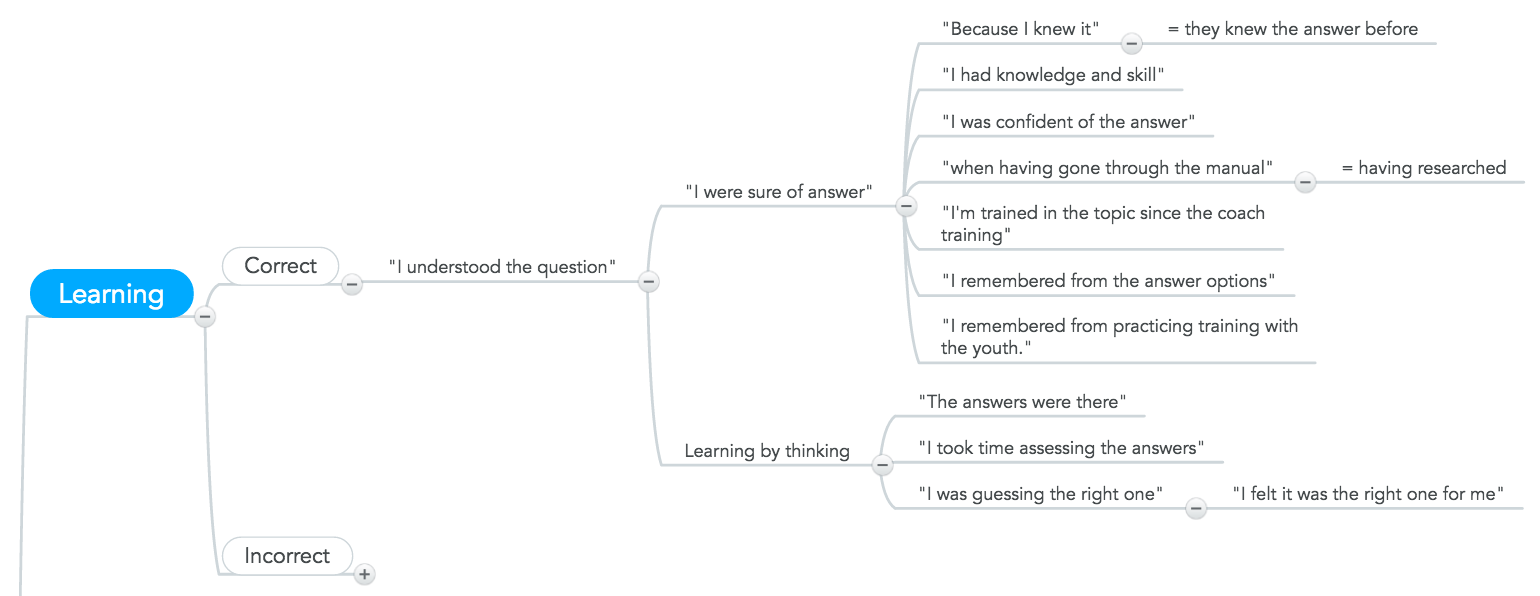 "Because I knew it"
= they knew the answer before
"I had knowledge and skill"
"I was confident of the answer"
"when having gone through the manual"
= having researched
"I were sure of answer"
"I'm trained in the topic since the coach
training"
"I remembered from the answer options"
"I remembered from practicing training with
the youth."
Learning
Correct
"I understood the question"
"The answers were there"
Learning by thinking
"I took time assessing the answers"
"I was guessing the right one"
"I felt it was the right one for me"
Incorrect